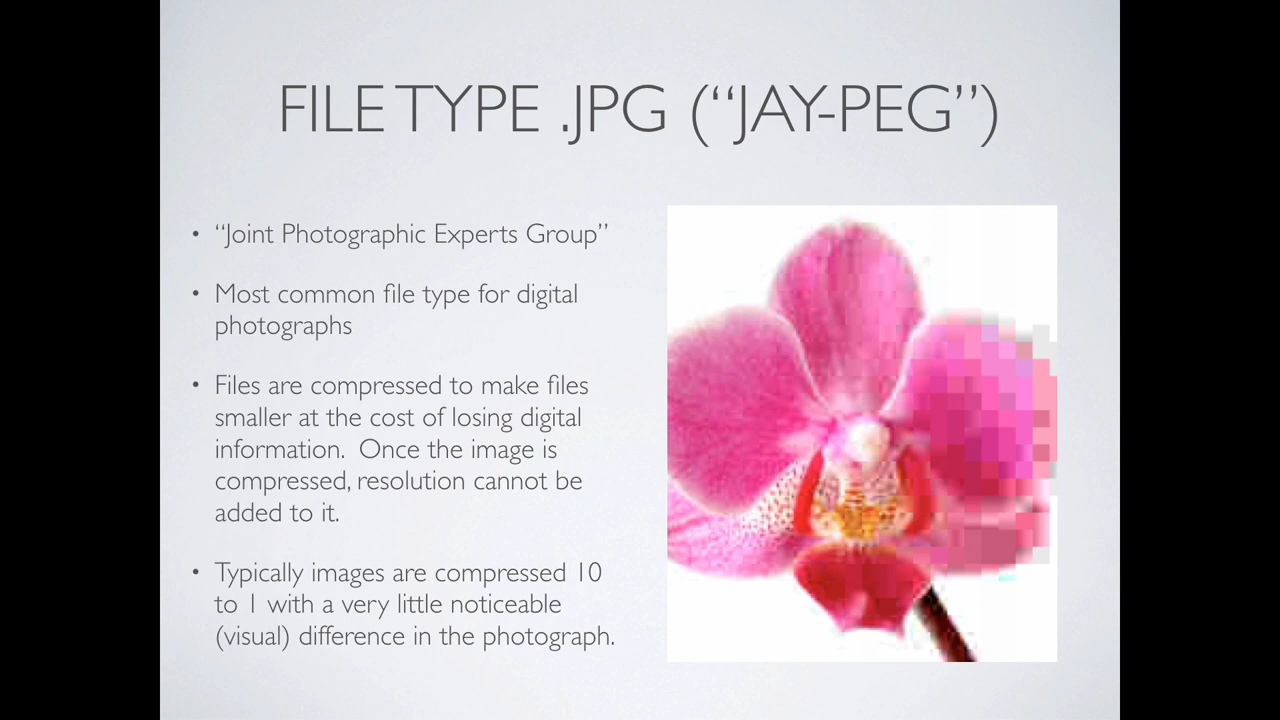 FILE TYPE .JPG (“JAY-PEG”)
• “Joint Photographic Experts Group”
• Most common file type for digital
photographs
• Files are compressed to make files
smaller at the cost of losing digital
information.  Once the image is
compressed, resolution cannot be
added to it.
• Typically images are compressed 10
to 1 with a very little noticeable
(visual) difference in the photograph.